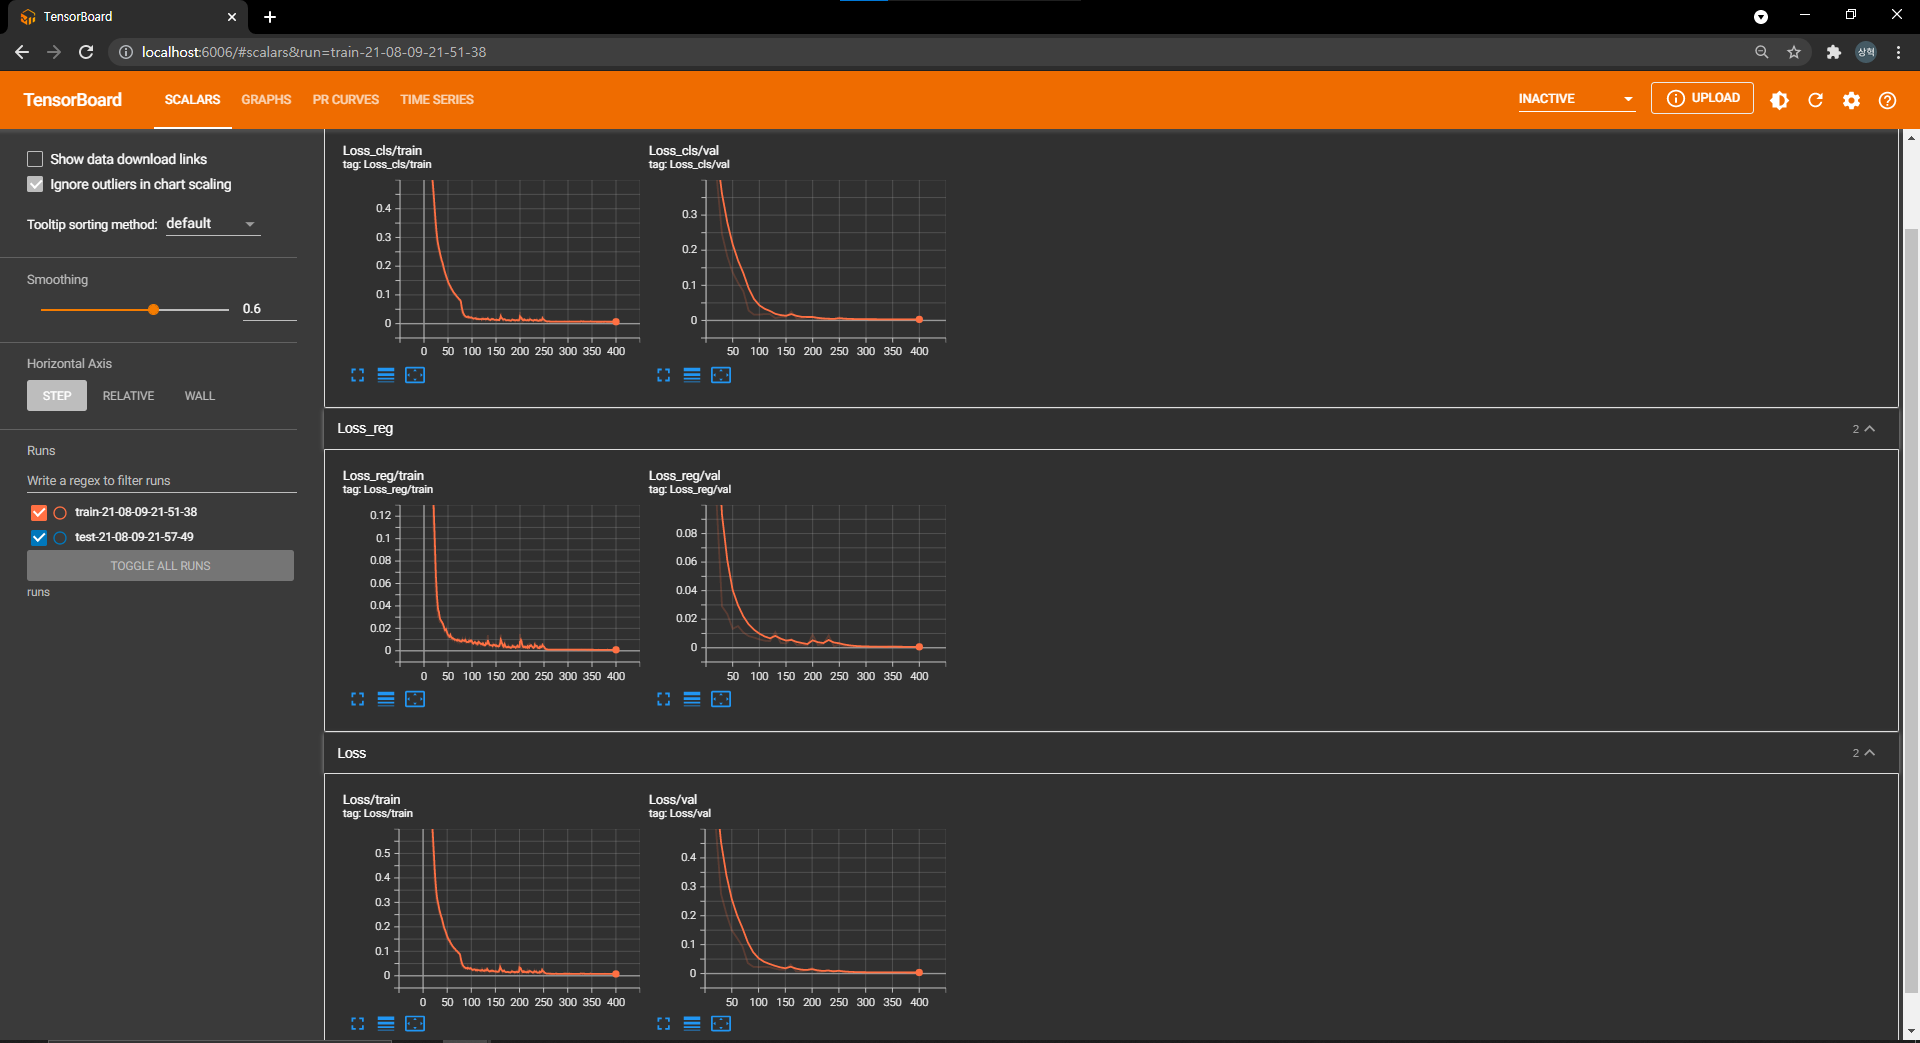 TensorBoard
localhost:6006/#scalars&run=train-21-08-09-21-51-38
상혁
TensorBoard
SCALARS
GRAPHS
PR CURVES
TIME SERIES
INACTIVE
UPLOAD
Show data download links
Ignore outliers in chart scaling
Tooltip sorting method: default
Smoothing
0.6
Horizontal Axis
STEP
RELATIVE
WALL
Runs
Write a regex to filter runs
train-21-08-09-21-51-38
test-21-08-09-21-57-49
TOGGLE ALL RUNS
runs
Loss_cls/train
tag: Loss_cls/train
0.4
0.3
0.2
0.1
0
0 50 100 150 200 250 300 350 400
Loss_cls/val
tag: Loss_cls/val
0.3
0.2
0.1
0
50 100 150 200 250 300 350 400
Loss_reg
2
Loss_reg/train
tag: Loss_reg/train
0.12
0.1
0.08
0.06
0.04
0.02
0
0 50 100 150 200 250 300 350 400
Loss_reg/val
tag: Loss_reg/val
0.08
0.06
0.04
0.02
0
50 100 150 200 250 300 350 400
Loss
2
Loss/train
tag: Loss/train
0.5
0.4
0.3
0.2
0.1
0
0 50 100 150 200 250 300 350 400
Loss/val
tag: Loss/val
0.4
0.3
0.2
0.1
0
50 100 150 200 250 300 350 400